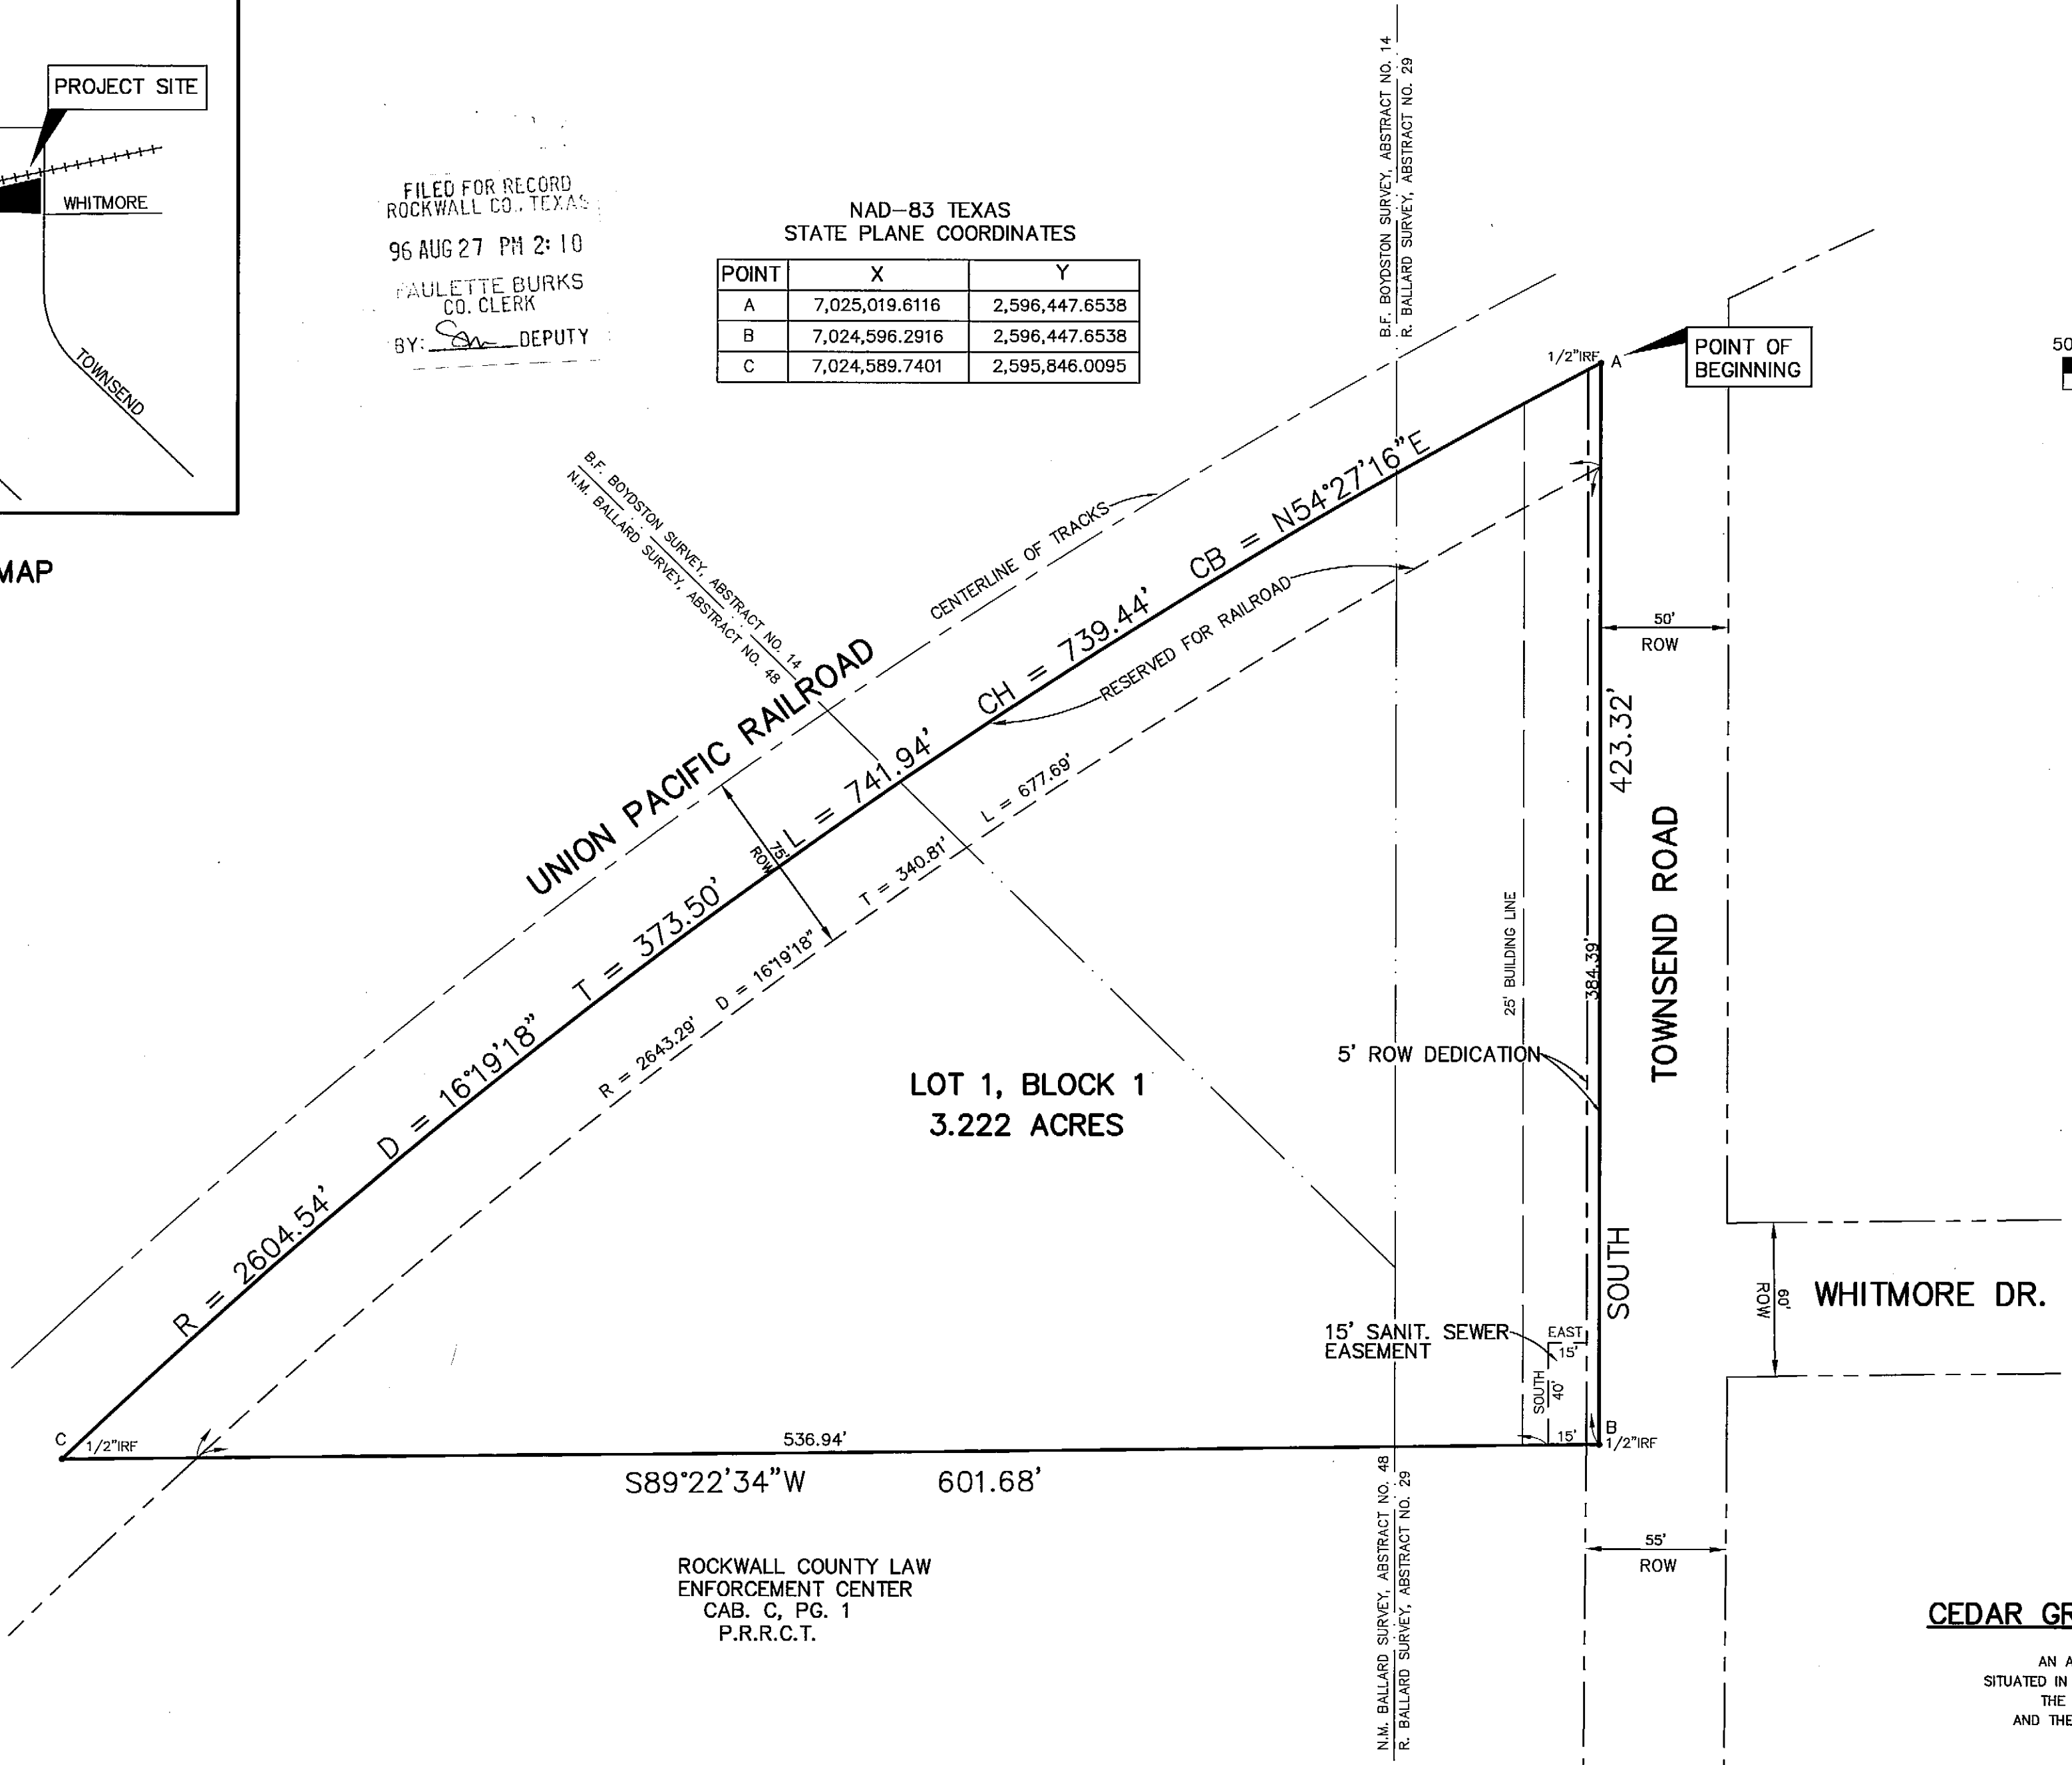 PROJECT SITE
WHITMORE
TOWNSEND
MAP
FILED FOR RECORD
ROCKWALL CO., TEXAS
96 AUG 27 PM 2:10
PAULETTE BURKS
CO. CLERK
BY: DEPUTY
NAD-83 TEXAS
STATE PLANE COORDINATES
POINT X Y
A 7,025,019.6116 2,596,447.6538
B 7,024,596.2916 2,596,447.6538
C 7,024,589.7401 2,595,846.0095
B.F. BOYDSTON SURVEY, ABSTRACT NO. 14
R. BALLARD SURVEY, ABSTRACT NO. 29
1/2"IRF
A
POINT OF
BEGINNING
50
B.F. BOYDSTON SURVEY, ABSTRACT NO. 14
N.M. BALLARD SURVEY, ABSTRACT NO. 48
CENTERLINE OF TRACKS
UNION PACIFIC RAILROAD
R = 2604.54' D = 16°19'18" T = 373.50' L = 741.94' CH = 739.44' CB = N54°27'16"E
RESERVED FOR RAILROAD
75'
ROW
R = 2643.29' D = 16°19'18" T = 340.81' L = 677.69'
50'
ROW
423.32'
SOUTH
TOWNSEND ROAD
25' BUILDING LINE
384.39'
5' ROW DEDICATION
LOT 1, BLOCK 1
3.222 ACRES
60'
ROW
WHITMORE DR.
15' SANIT. SEWER
EASEMENT
EAST
15'
SOUTH
40'
15'
B
1/2"IRF
C
1/2"IRF
536.94'
S89°22'34"W 601.68'
N.M. BALLARD SURVEY, ABSTRACT NO. 48
R. BALLARD SURVEY, ABSTRACT NO. 29
55'
ROW
ROCKWALL COUNTY LAW
ENFORCEMENT CENTER
CAB. C, PG. 1
P.R.R.C.T.
CEDAR GR
AN A
SITUATED IN
THE
AND THE